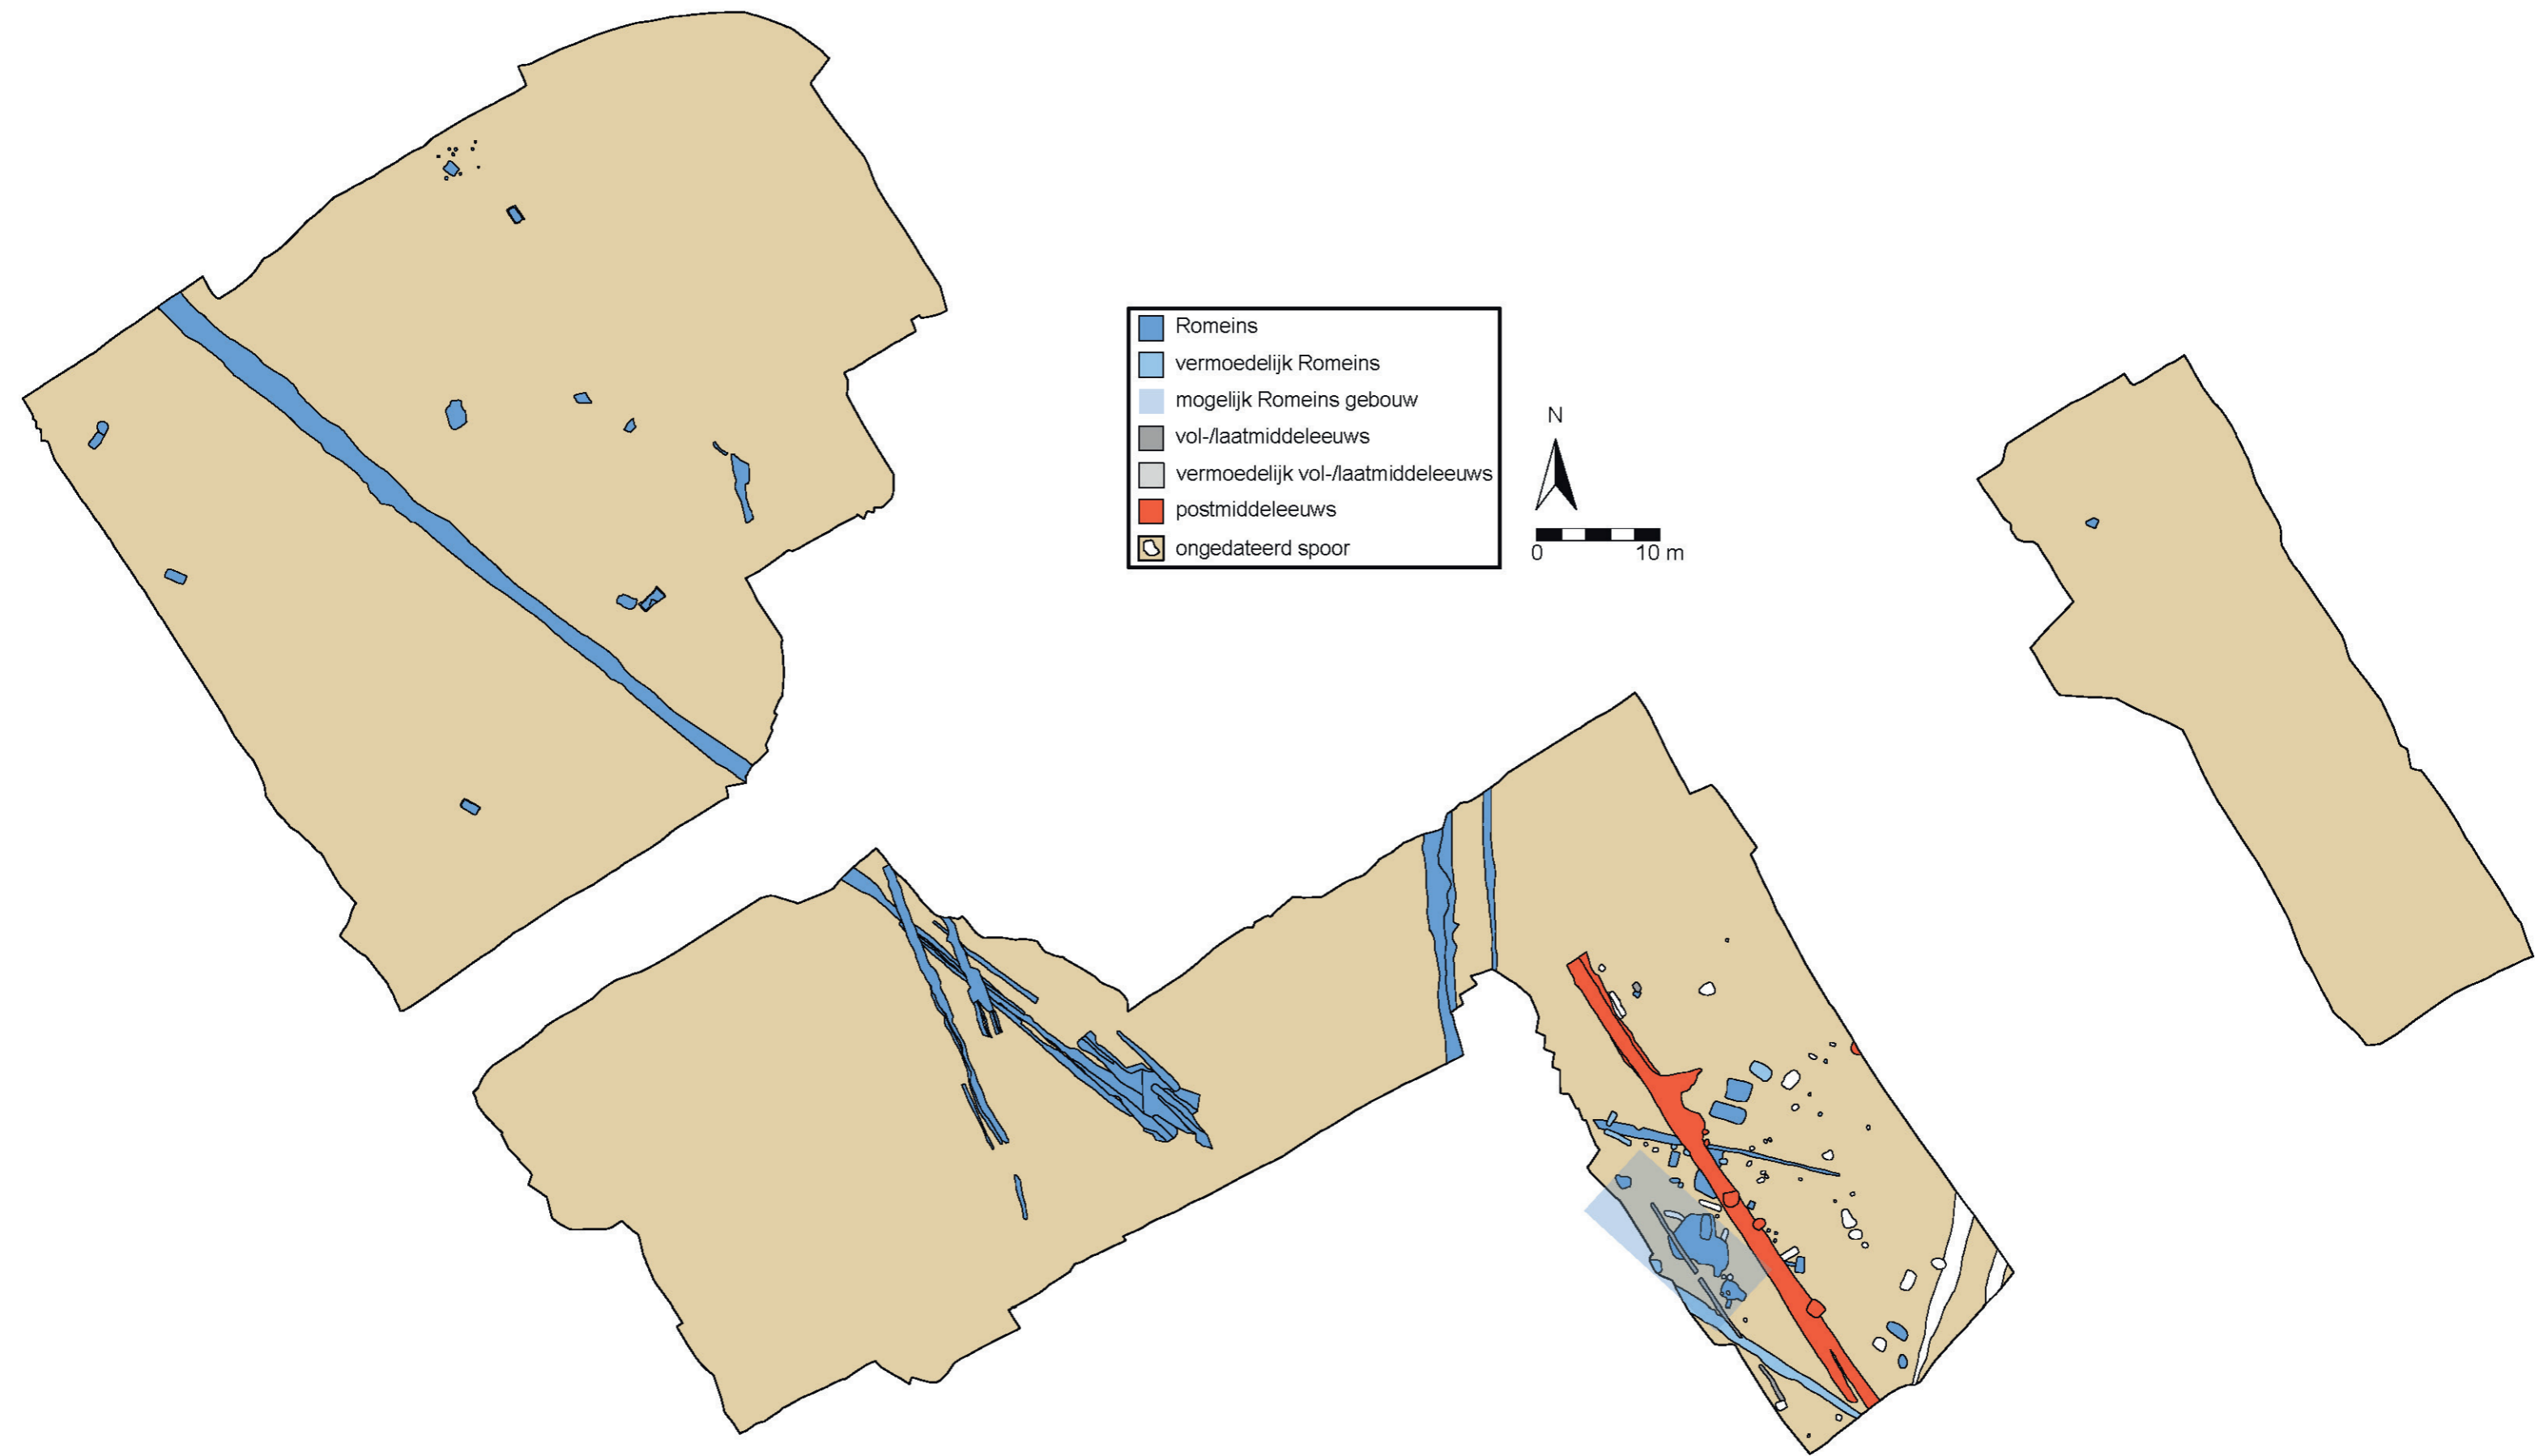 Romeins
vermoedelijk Romeins
mogelijk Romeins gebouw
vol-/laatmiddeleeuws
vermoedelijk vol-/laatmiddeleeuws
postmiddeleeuws
ongedateerd spoor
N
0 10 m